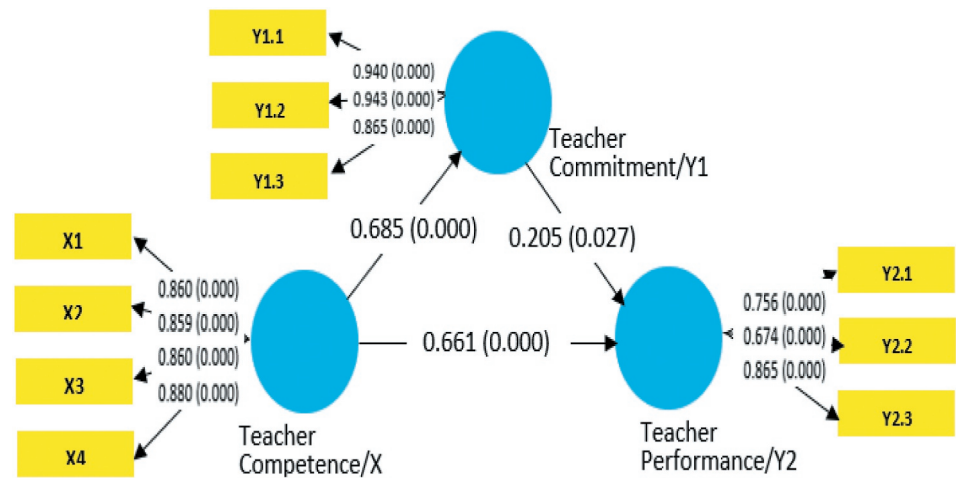 Y1.1
0.940 (0.000)
Y1.2
0.943 (0.000)
0.865 (0.000)
Y1.3
Teacher
Commitment/Y1
0.685 (0.000)
0.205 (0.027)
X1
0.860 (0.000)
X2
0.859 (0.000)
X3
0.860 (0.000)
0.880 (0.000)
X4
0.661 (0.000)
Y2.1
0.756 (0.000)
0.674 (0.000)
Y2.2
0.865 (0.000)
Y2.3
Teacher
Competence/X
Teacher
Performance/Y2